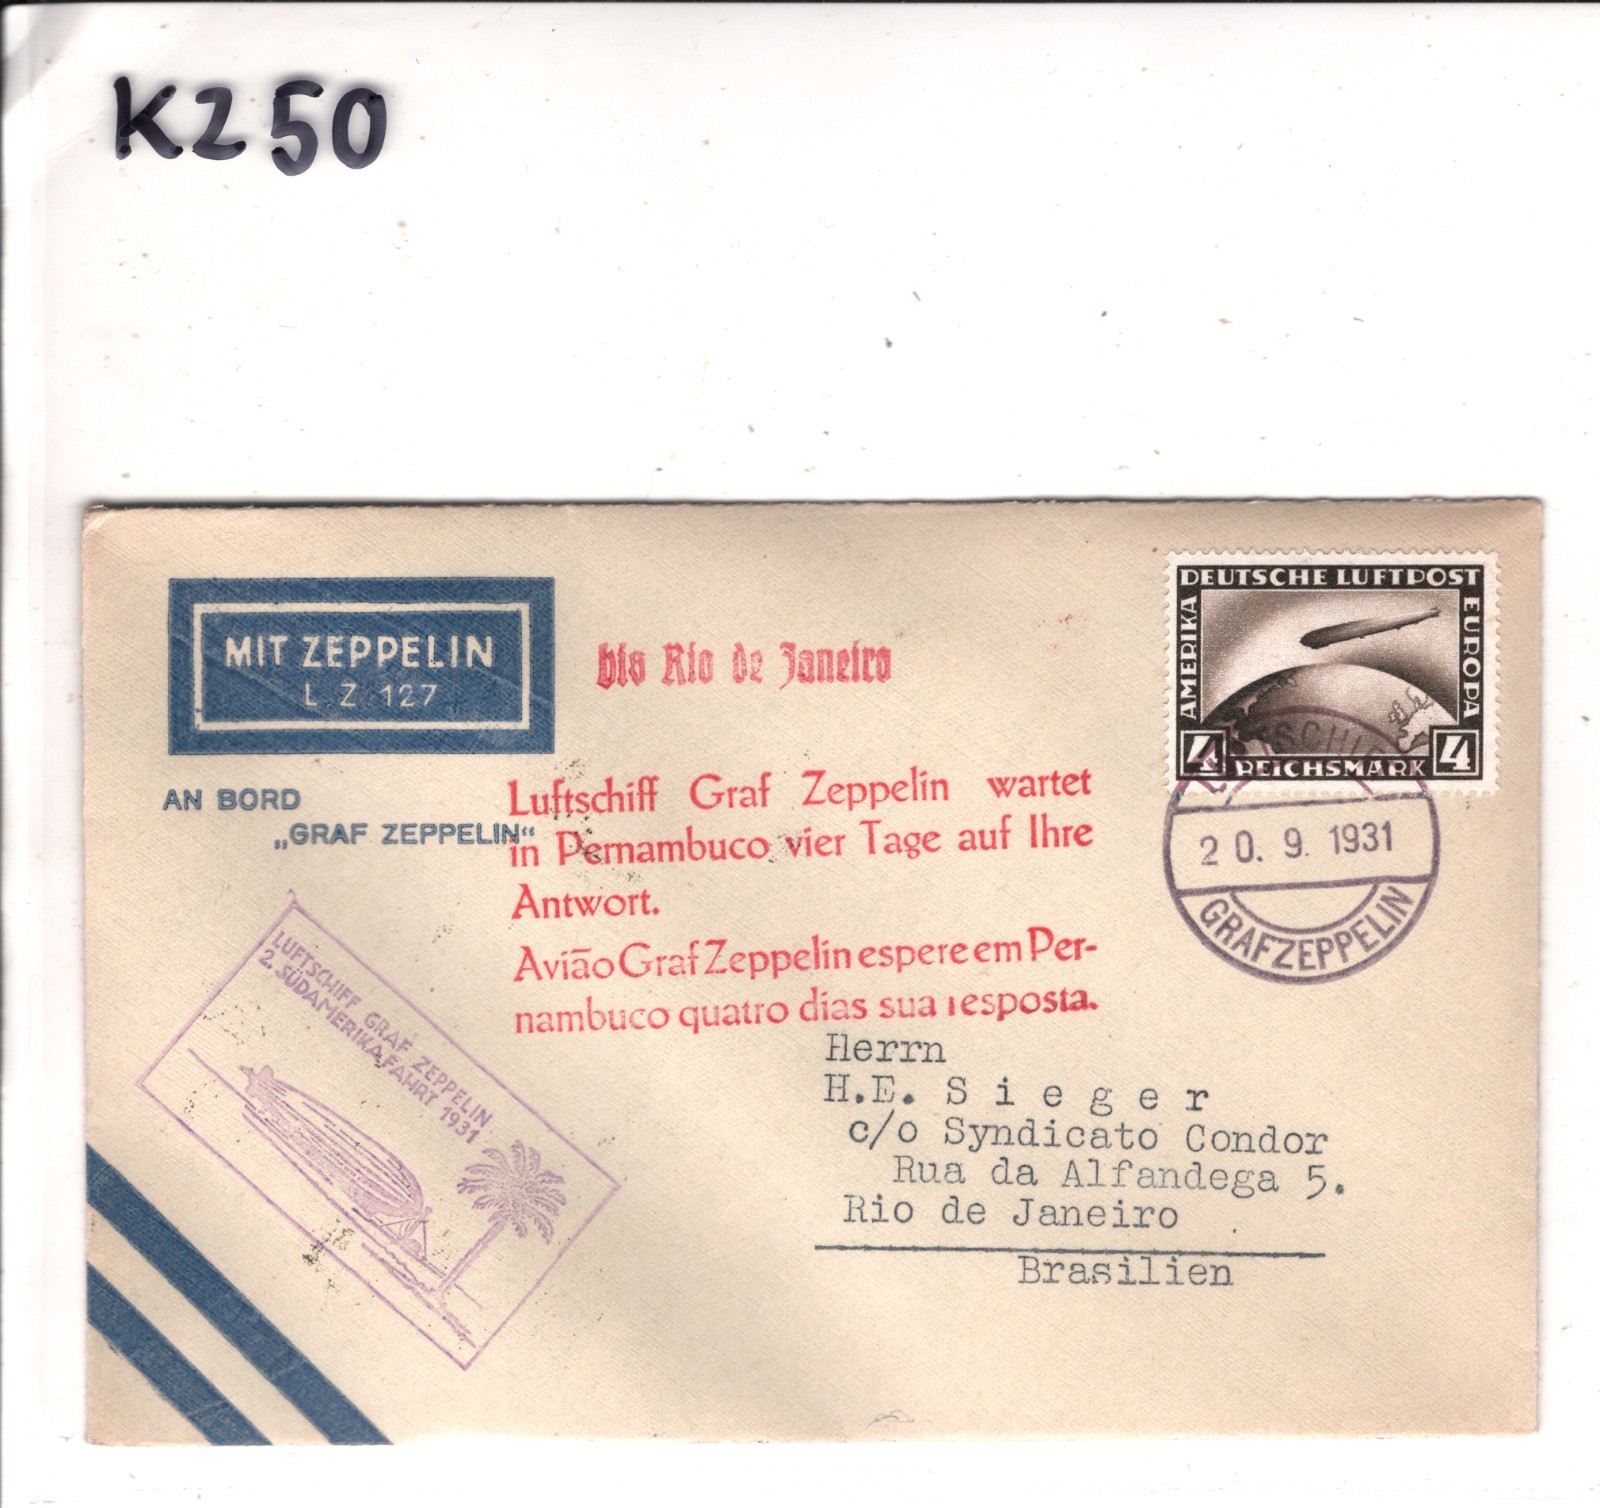 K250
MIT ZEPPELIN
L.Z.127
bis Rio de Janeiro
DEUTSCHE LUFTPOST
AMERIKA
EUROPA
4 REICHSMARK 4
AN BORD
„GRAF ZEPPELIN“
Luftschiff Graf Zeppelin wartet
in Pernambuco vier Tage auf Ihre
Antwort.
Avião Graf Zeppelin espere em Per-
nambuco quatro dias sua resposta.
LUFTSCHIFF
20.9.1931
GRAFZEPPELIN
LUFTSCHIFF GRAF ZEPPELIN
2. SÜDAMERIKAFAHRT 1931
Herrn
H.E. Sieger
c/o Syndicato Condor
Rua da Alfandega 5.
Rio de Janeiro
Brasilien